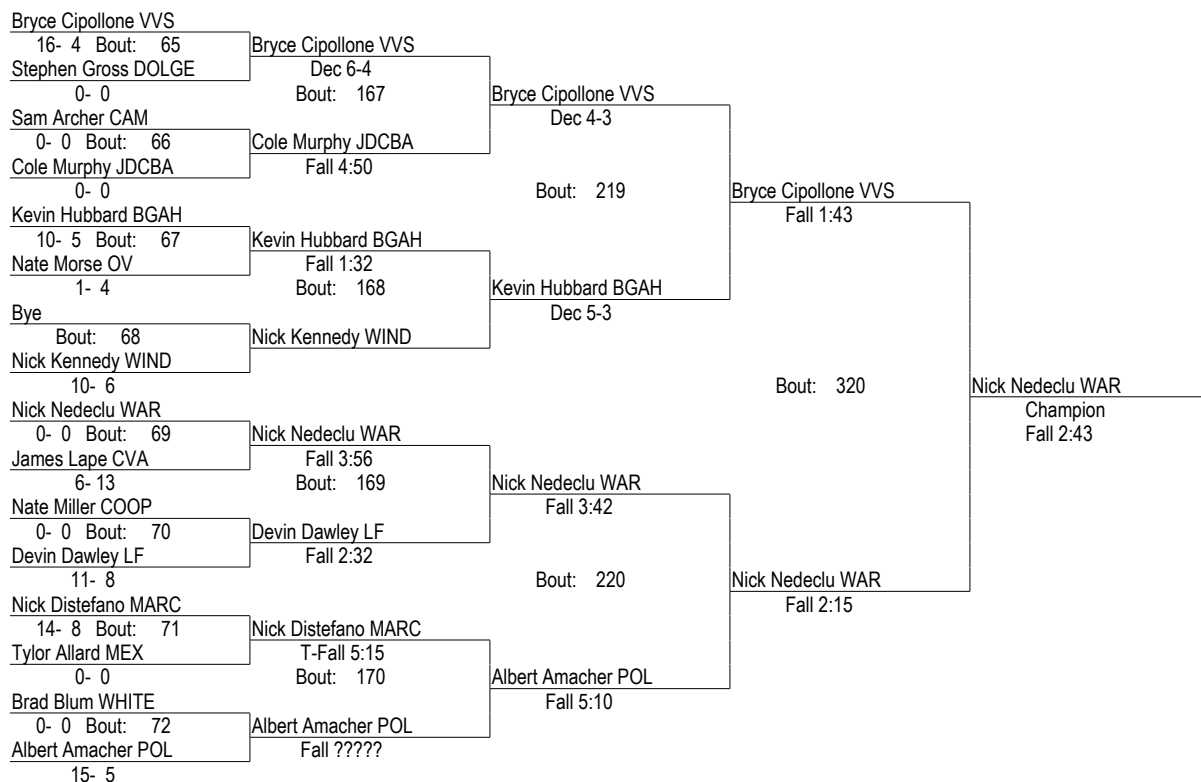 Bryce Cipollone VVS
16- 4 Bout: 65
Stephen Gross DOLGE
0- 0
Sam Archer CAM
0- 0 Bout: 66
Cole Murphy JDCBA
0- 0
Kevin Hubbard BGAH
10- 5 Bout: 67
Nate Morse OV
1- 4
Bye
Bout: 68
Nick Kennedy WIND
10- 6
Nick Nedeclu WAR
0- 0 Bout: 69
James Lape CVA
6- 13
Nate Miller COOP
0- 0 Bout: 70
Devin Dawley LF
11- 8
Nick Distefano MARC
14- 8 Bout: 71
Tylor Allard MEX
0- 0
Brad Blum WHITE
0- 0 Bout: 72
Albert Amacher POL
15- 5
Bryce Cipollone VVS
Dec 6-4
Bout: 167
Cole Murphy JDCBA
Fall 4:50
Kevin Hubbard BGAH
Fall 1:32
Bout: 168
Nick Kennedy WIND
Nick Nedeclu WAR
Fall 3:56
Bout: 169
Devin Dawley LF
Fall 2:32
Nick Distefano MARC
T-Fall 5:15
Bout: 170
Albert Amacher POL
Fall ?????
Bryce Cipollone VVS
Dec 4-3
Bout: 219
Kevin Hubbard BGAH
Dec 5-3
Nick Nedeclu WAR
Fall 3:42
Bout: 220
Albert Amacher POL
Fall 5:10
Bryce Cipollone VVS
Fall 1:43
Bout: 320
Nick Nedeclu WAR
Fall 2:15
Nick Nedeclu WAR
Champion
Fall 2:43